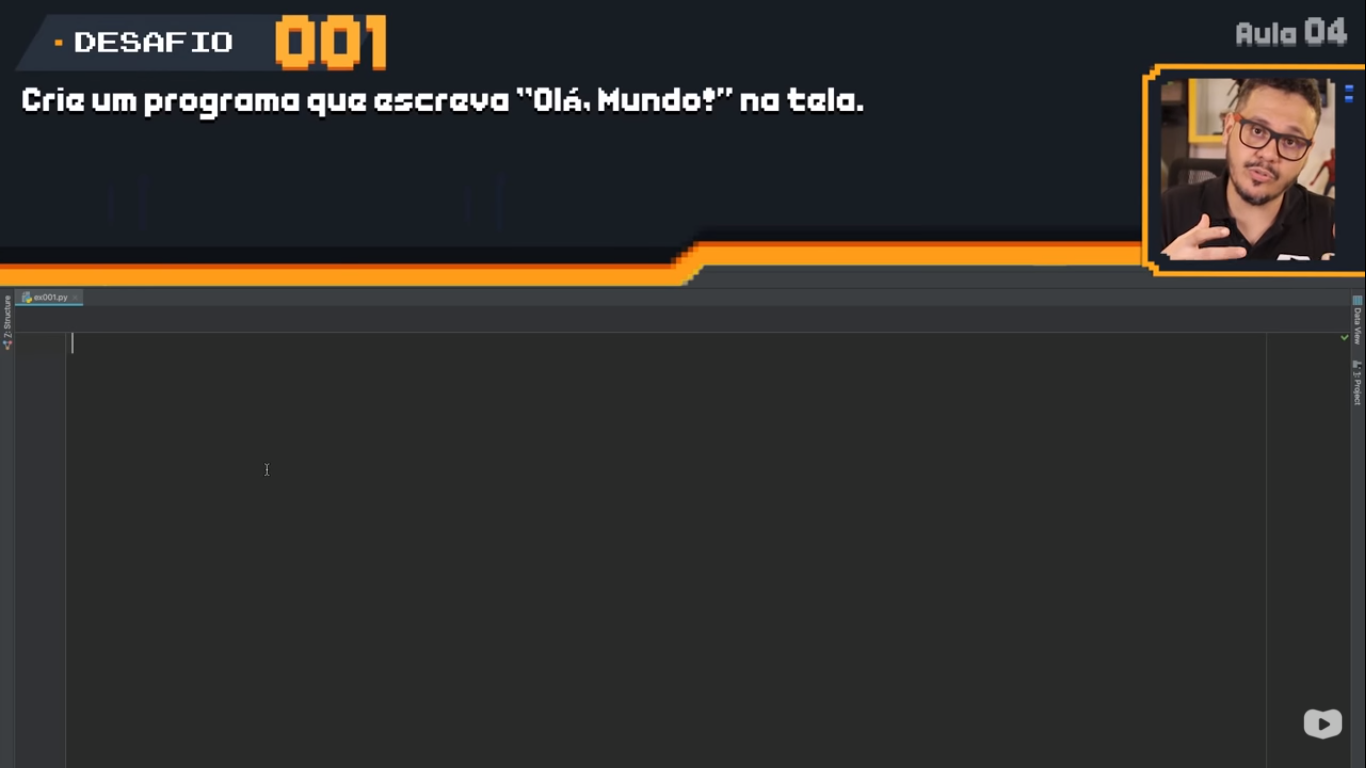 DESAFIO 001
Aula 04
Crie um programa que escreva "Olá, Mundo!" na tela.
ex001.py
Z: Structure
Data View
1: Project